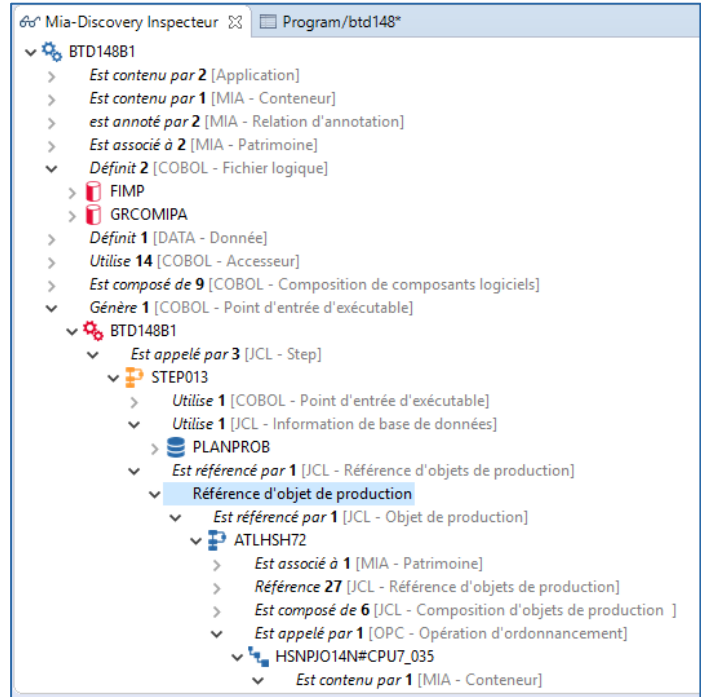 Mia-Discovery Inspecteur Program/btd148*
BTD148B1
Est contenu par 2 [Application]
Est contenu par 1 [MIA - Conteneur]
est annoté par 2 [MIA - Relation d'annotation]
Est associé à 2 [MIA - Patrimoine]
Définit 2 [COBOL - Fichier logique]
FIMP
GRCOMIPA
Définit 1 [DATA - Donnée]
Utilise 14 [COBOL - Accesseur]
Est composé de 9 [COBOL - Composition de composants logiciels]
Génère 1 [COBOL - Point d'entrée d'exécutable]
BTD148B1
Est appelé par 3 [JCL - Step]
STEP013
Utilise 1 [COBOL - Point d'entrée d'exécutable]
Utilise 1 [JCL - Information de base de données]
PLANPROB
Est référencé par 1 [JCL - Référence d'objets de production]
Référence d'objet de production
Est référencé par 1 [JCL - Objet de production]
ATLHSH72
Est associé à 1 [MIA - Patrimoine]
Référence 27 [JCL - Référence d'objets de production]
Est composé de 6 [JCL - Composition d'objets de production ]
Est appelé par 1 [OPC - Opération d'ordonnancement]
HSNPJO14N#CPU7_035
Est contenu par 1 [MIA - Conteneur]